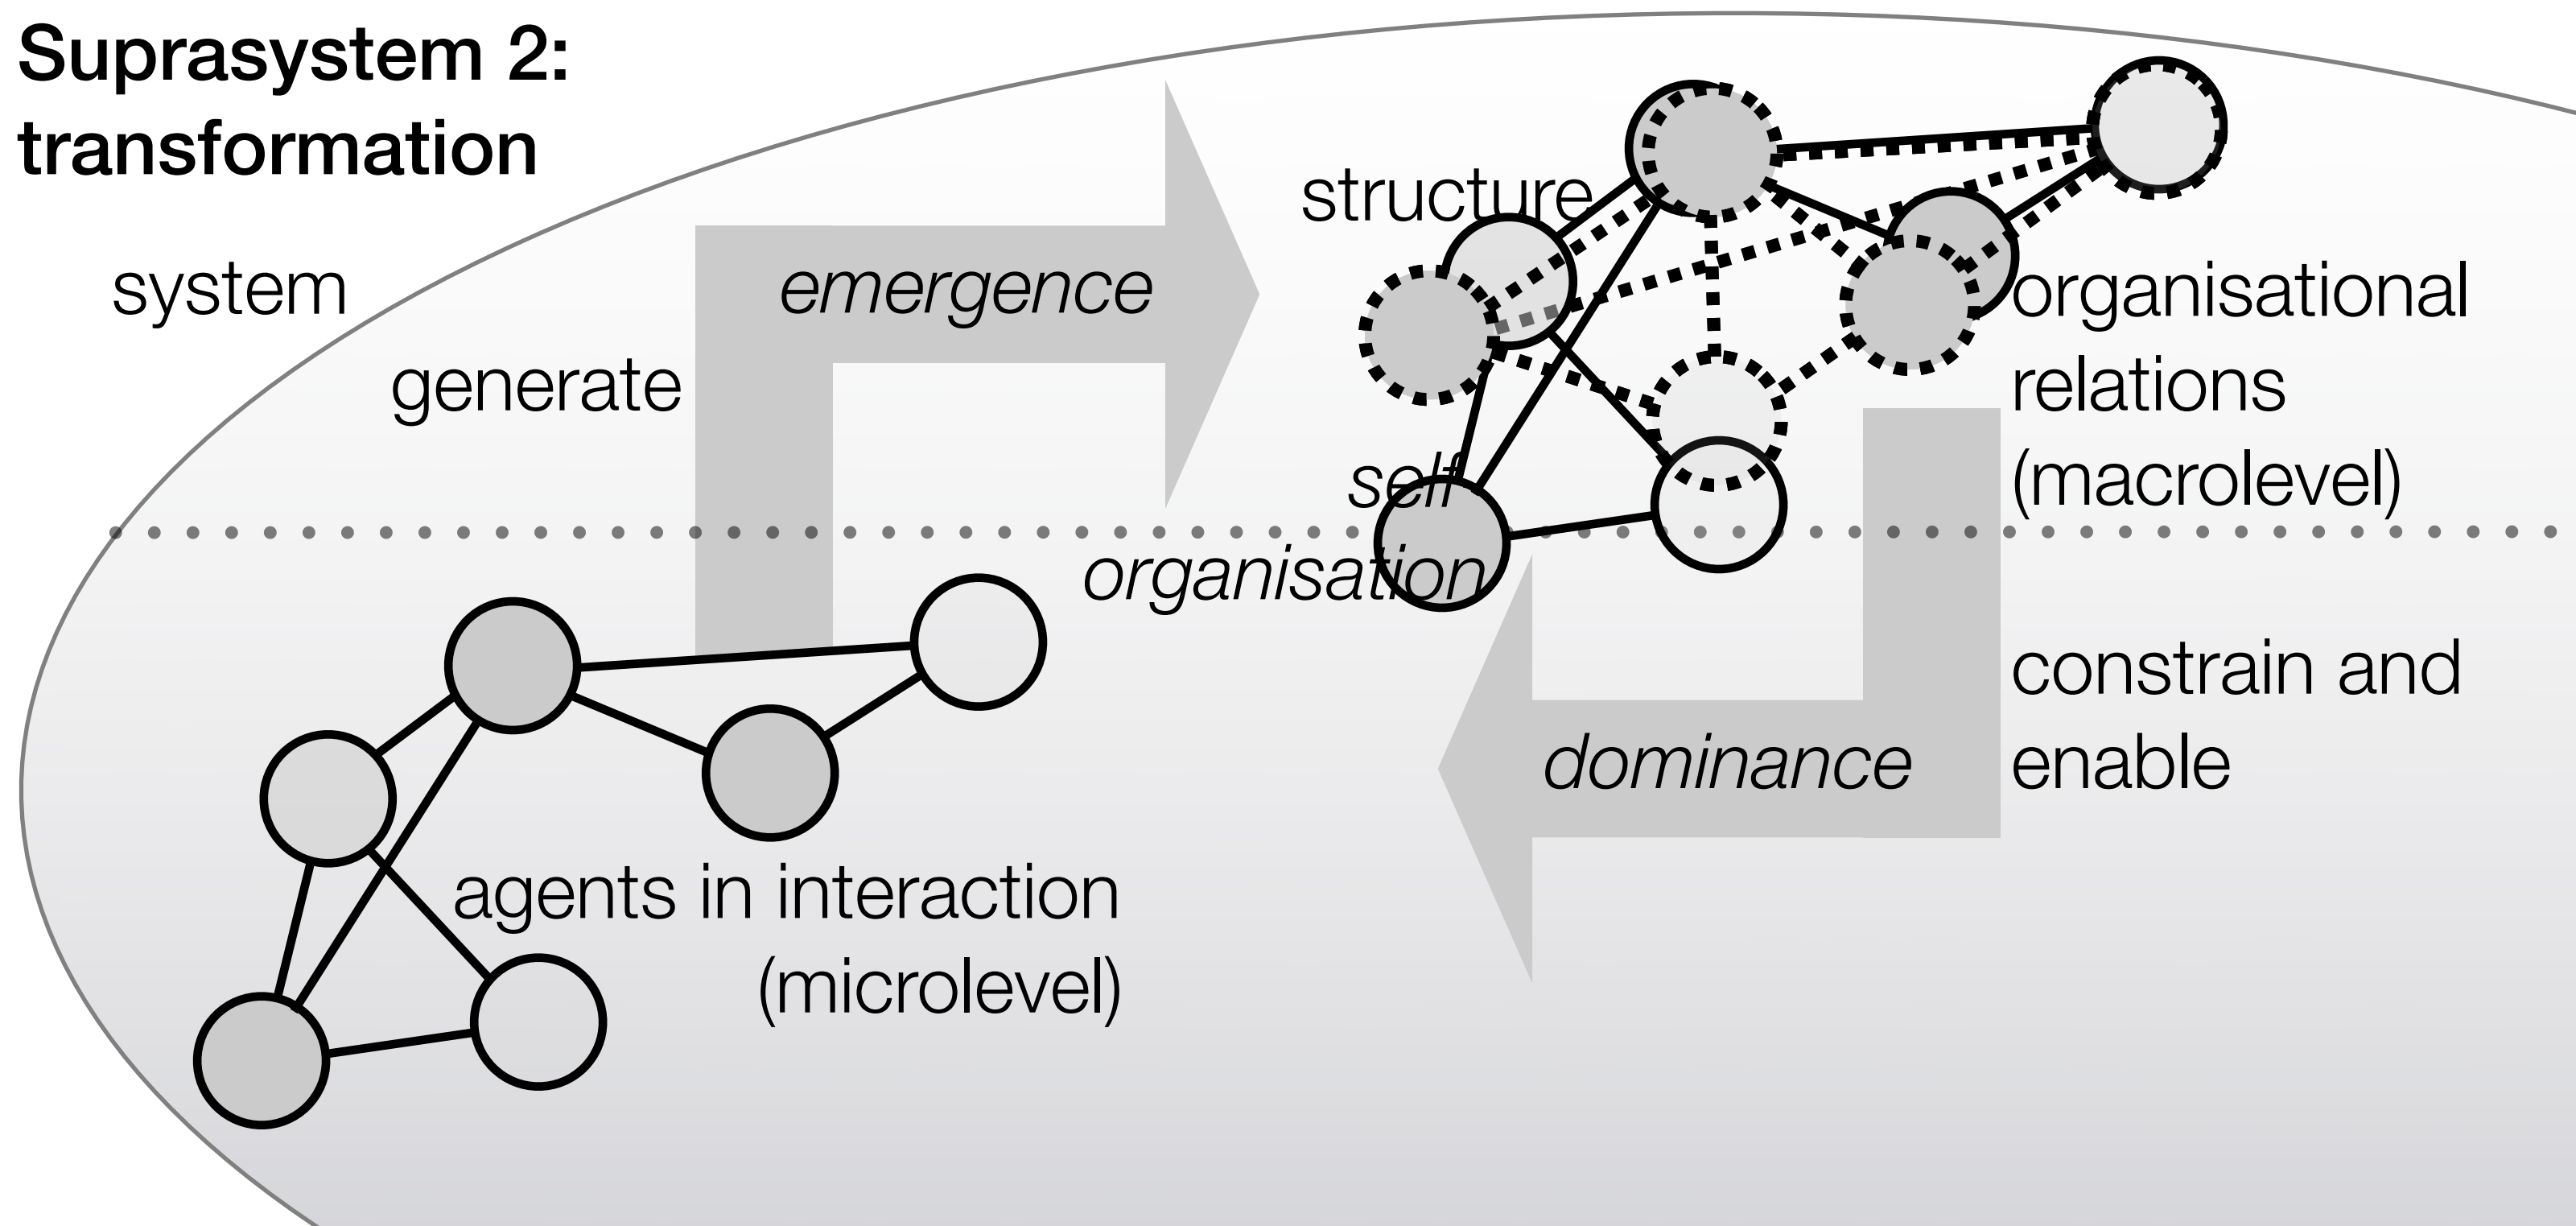 Suprasystem 2:
transformation
system
generate
emergence
structure
organisational
relations
(macrolevel)
self
organisation
constrain and
enable
dominance
agents in interaction
(microlevel)